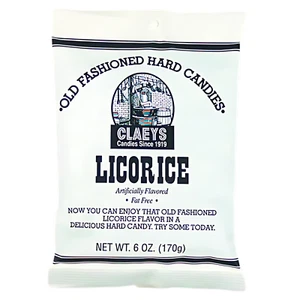 • OLD FASHIONED HARD CANDIES •
CLAEYS
Candies Since 1919
LICORICE
Artificially Flavored
• Fat Free •
NOW YOU CAN ENJOY THAT OLD FASHIONED
LICORICE FLAVOR IN A
DELICIOUS HARD CANDY. TRY SOME TODAY.
NET WT. 6 OZ. (170g)